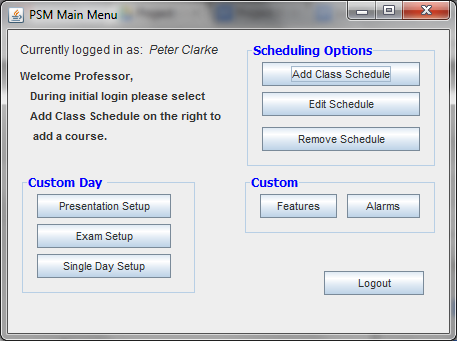 PSM Main Menu
Currently logged in as: Peter Clarke
Welcome Professor,
During initial login please select
Add Class Schedule on the right to
add a course.
Scheduling Options
Add Class Schedule
Edit Schedule
Remove Schedule
Custom Day
Presentation Setup
Exam Setup
Single Day Setup
Custom
Features
Alarms
Logout